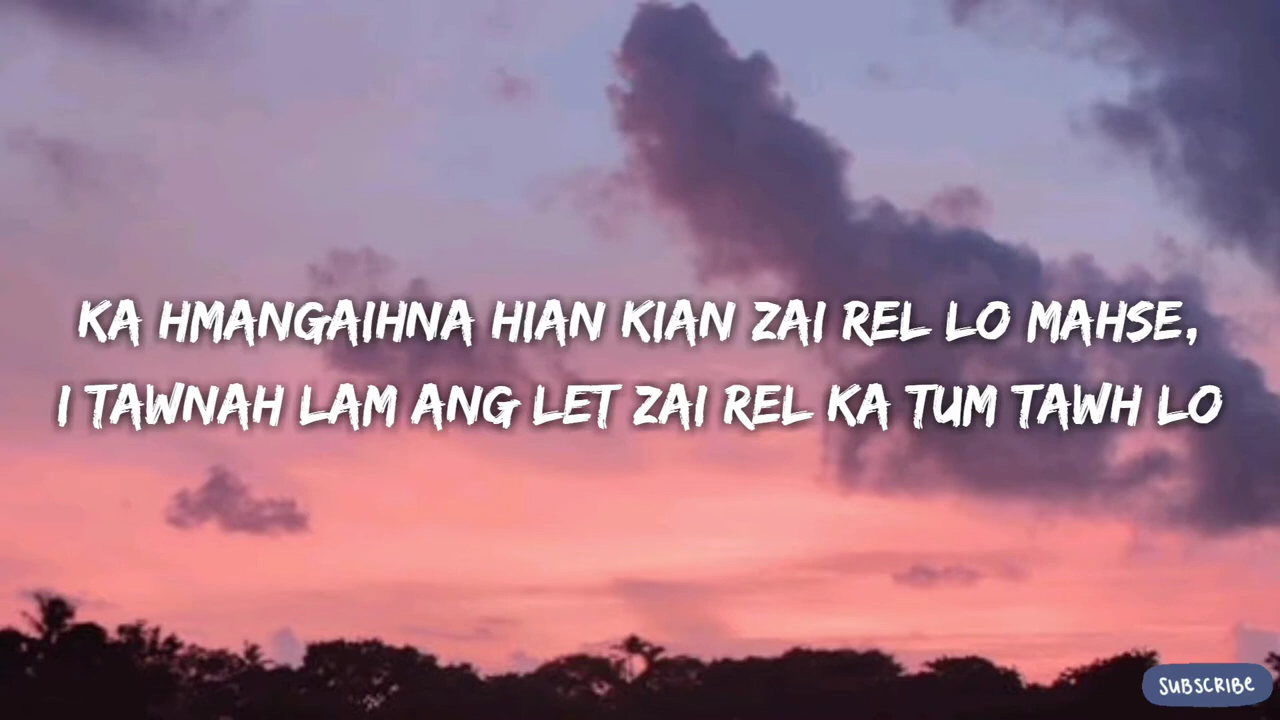 KA HMANGAIHNA HIAN KIAN ZAI REL LO MAHSE,
I TAWNAH LAM ANG LET ZAI REL KA TUM TAWH LO
SUBSCRIBE